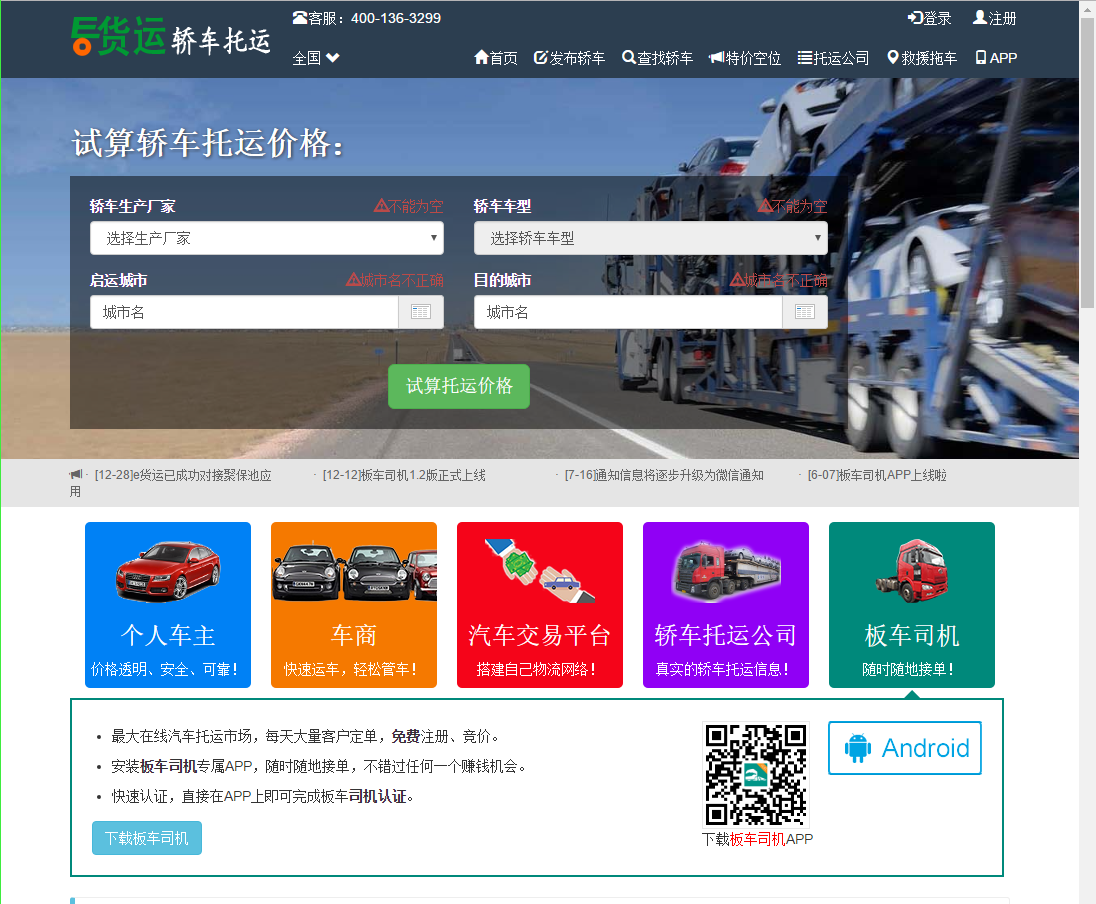 E货运 轿车托运
客服：400-136-3299
登录 注册
全国
首页 发布轿车 查找轿车 特价空位 托运公司 救援拖车 APP
试算轿车托运价格：
轿车生产厂家 不能为空 轿车车型 不能为空
选择生产厂家 选择轿车车型
启运城市 城市名不正确 目的城市 城市名不正确
城市名 城市名
试算托运价格
· [12-28]e货运已成功对接聚保池应用
· [12-12]板车司机1.2版正式上线
· [7-16]通知信息将逐步升级为微信通知
· [6-07]板车司机APP上线啦
个人车主
价格透明、安全、可靠！
车商
快速运车，轻松管车！
汽车交易平台
搭建自己物流网络！
轿车托运公司
真实的轿车托运信息！
板车司机
随时随地接单！
• 最大在线汽车托运市场，每天大量客户定单，免费注册、竞价。
• 安装板车司机专属APP，随时随地接单，不错过任何一个赚钱机会。
• 快速认证，直接在APP上即可完成板车司机认证。
下载板车司机
下载板车司机APP
Android